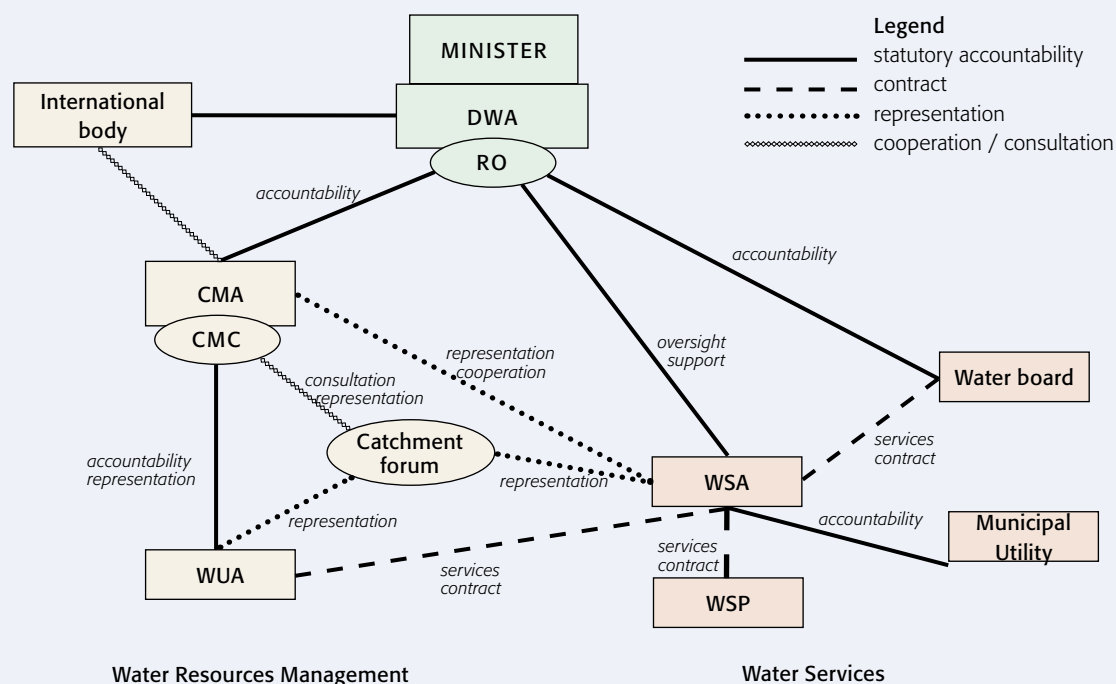 MINISTER
Legend
statutory accountability
contract
representation
cooperation / consultation
International
body
DWA
RO
accountability
accountability
CMA
CMC
representation
cooperation
oversight
support
consultation
representation
Water board
Catchment
forum
services
contract
accountability
representation
representation
WSA
representation
accountability
Municipal
Utility
WUA
services
contract
services
contract
WSP
Water Resources Management
Water Services